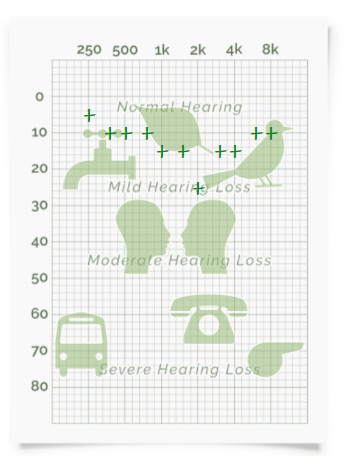 250 500 1k 2k 4k 8k
0
Normal Hearing
10
20
Mild Hearing Loss
30
40
Moderate Hearing Loss
50
60
70
Severe Hearing Loss
80